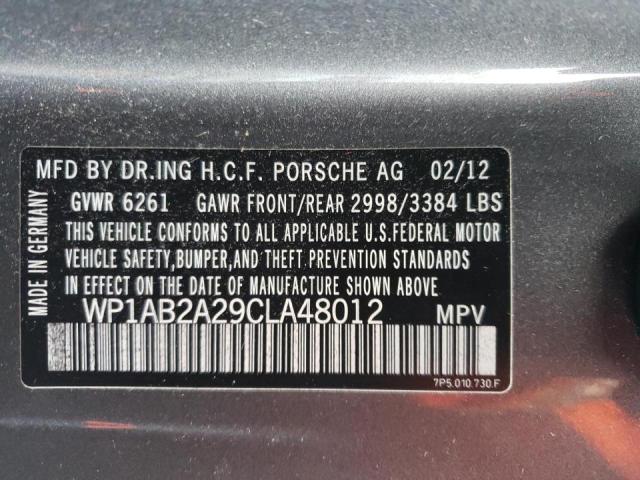 MFD BY DR.ING H.C.F. PORSCHE AG 02/12
GVWR 6261 GAWR FRONT/REAR 2998/3384 LBS
THIS VEHICLE CONFORMS TO ALL APPLICABLE U.S.FEDERAL MOTOR
VEHICLE SAFETY,BUMPER,AND THEFT PREVENTION STANDARDS
IN EFFECT ON THE DATE OF MANUFACTURE SHOWN ABOVE.
WP1AB2A29CLA48012 MPV
7P5.010.730.F
MADE IN GERMANY